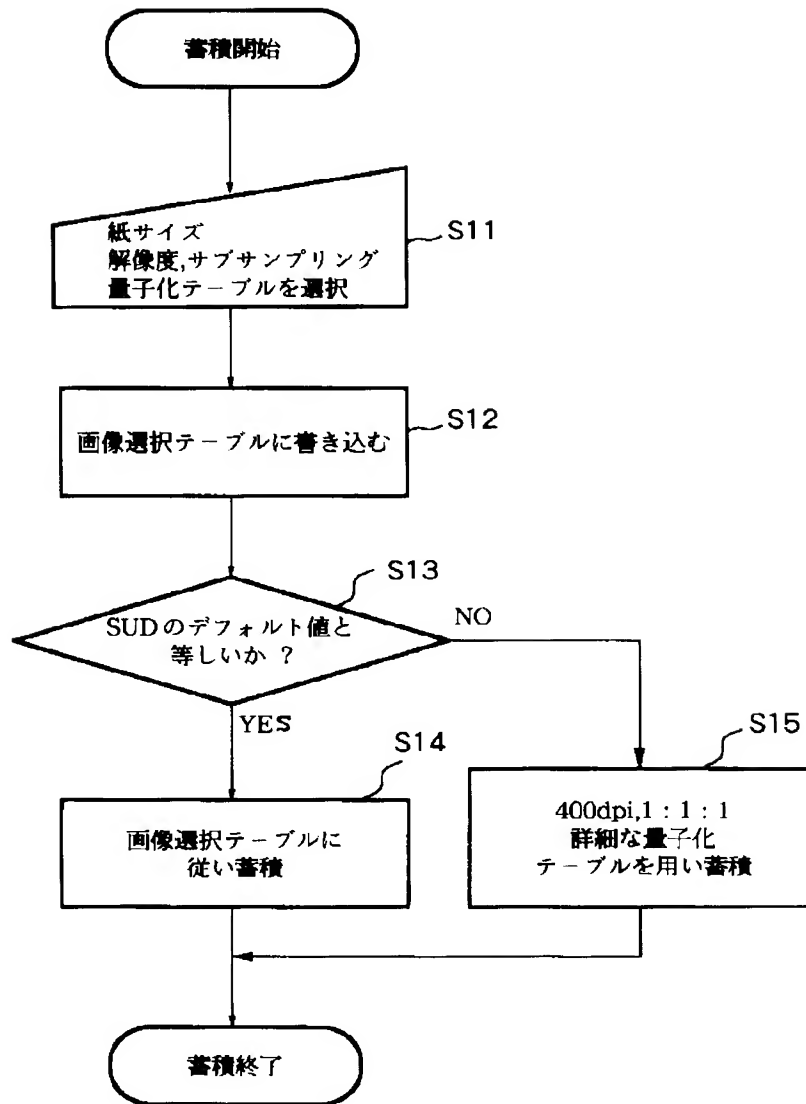 蓄積開始
紙サイズ
解像度,サブサンプリング
量子化テーブルを選択
S11
画像選択テーブルに書き込む
S12
S13
SUDのデフォルト値と
等しいか ?
NO
YES
S14
画像選択テーブルに
従い蓄積
S15
400dpi,1 : 1 : 1
詳細な量子化
テーブルを用い蓄積
蓄積終了